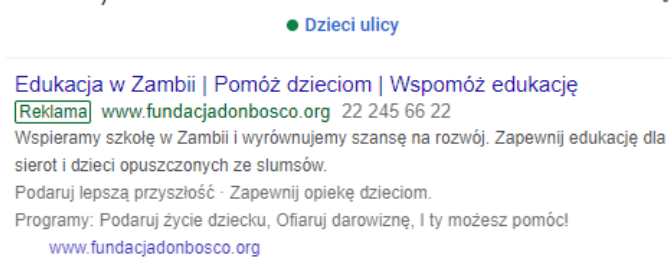 Dzieci ulicy
Edukacja w Zambii | Pomóż dzieciom | Wspomóż edukację
Reklama www.fundacjadonbosco.org 22 245 66 22
Wspieramy szkołę w Zambii i wyrównujemy szansę na rozwój. Zapewnij edukację dla
sierot i dzieci opuszczonych ze slumsów.
Podaruj lepszą przyszłość · Zapewnij opiekę dzieciom.
Programy: Podaruj życie dziecku, Ofiaruj darowiznę, I ty możesz pomóc!
www.fundacjadonbosco.org